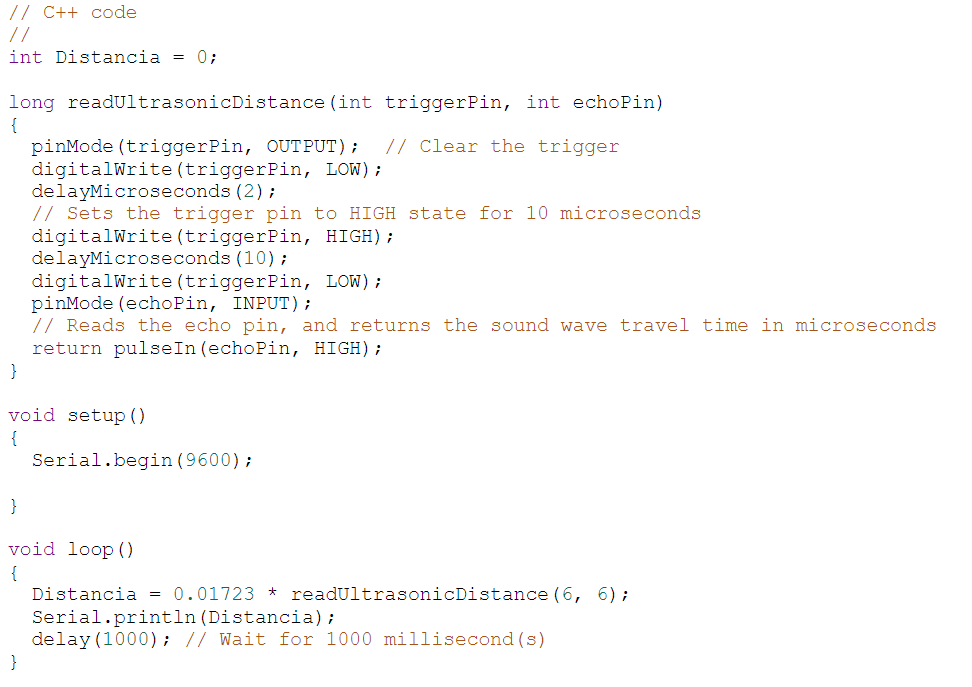 // C++ code
//
int Distancia = 0;

long readUltrasonicDistance(int triggerPin, int echoPin)
{
  pinMode(triggerPin, OUTPUT);  // Clear the trigger
  digitalWrite(triggerPin, LOW);
  delayMicroseconds(2);
  // Sets the trigger pin to HIGH state for 10 microseconds
  digitalWrite(triggerPin, HIGH);
  delayMicroseconds(10);
  digitalWrite(triggerPin, LOW);
  pinMode(echoPin, INPUT);
  // Reads the echo pin, and returns the sound wave travel time in microseconds
  return pulseIn(echoPin, HIGH);
}

void setup()
{
  Serial.begin(9600);

}

void loop()
{
  Distancia = 0.01723 * readUltrasonicDistance(6, 6);
  Serial.println(Distancia);
  delay(1000); // Wait for 1000 millisecond(s)
}